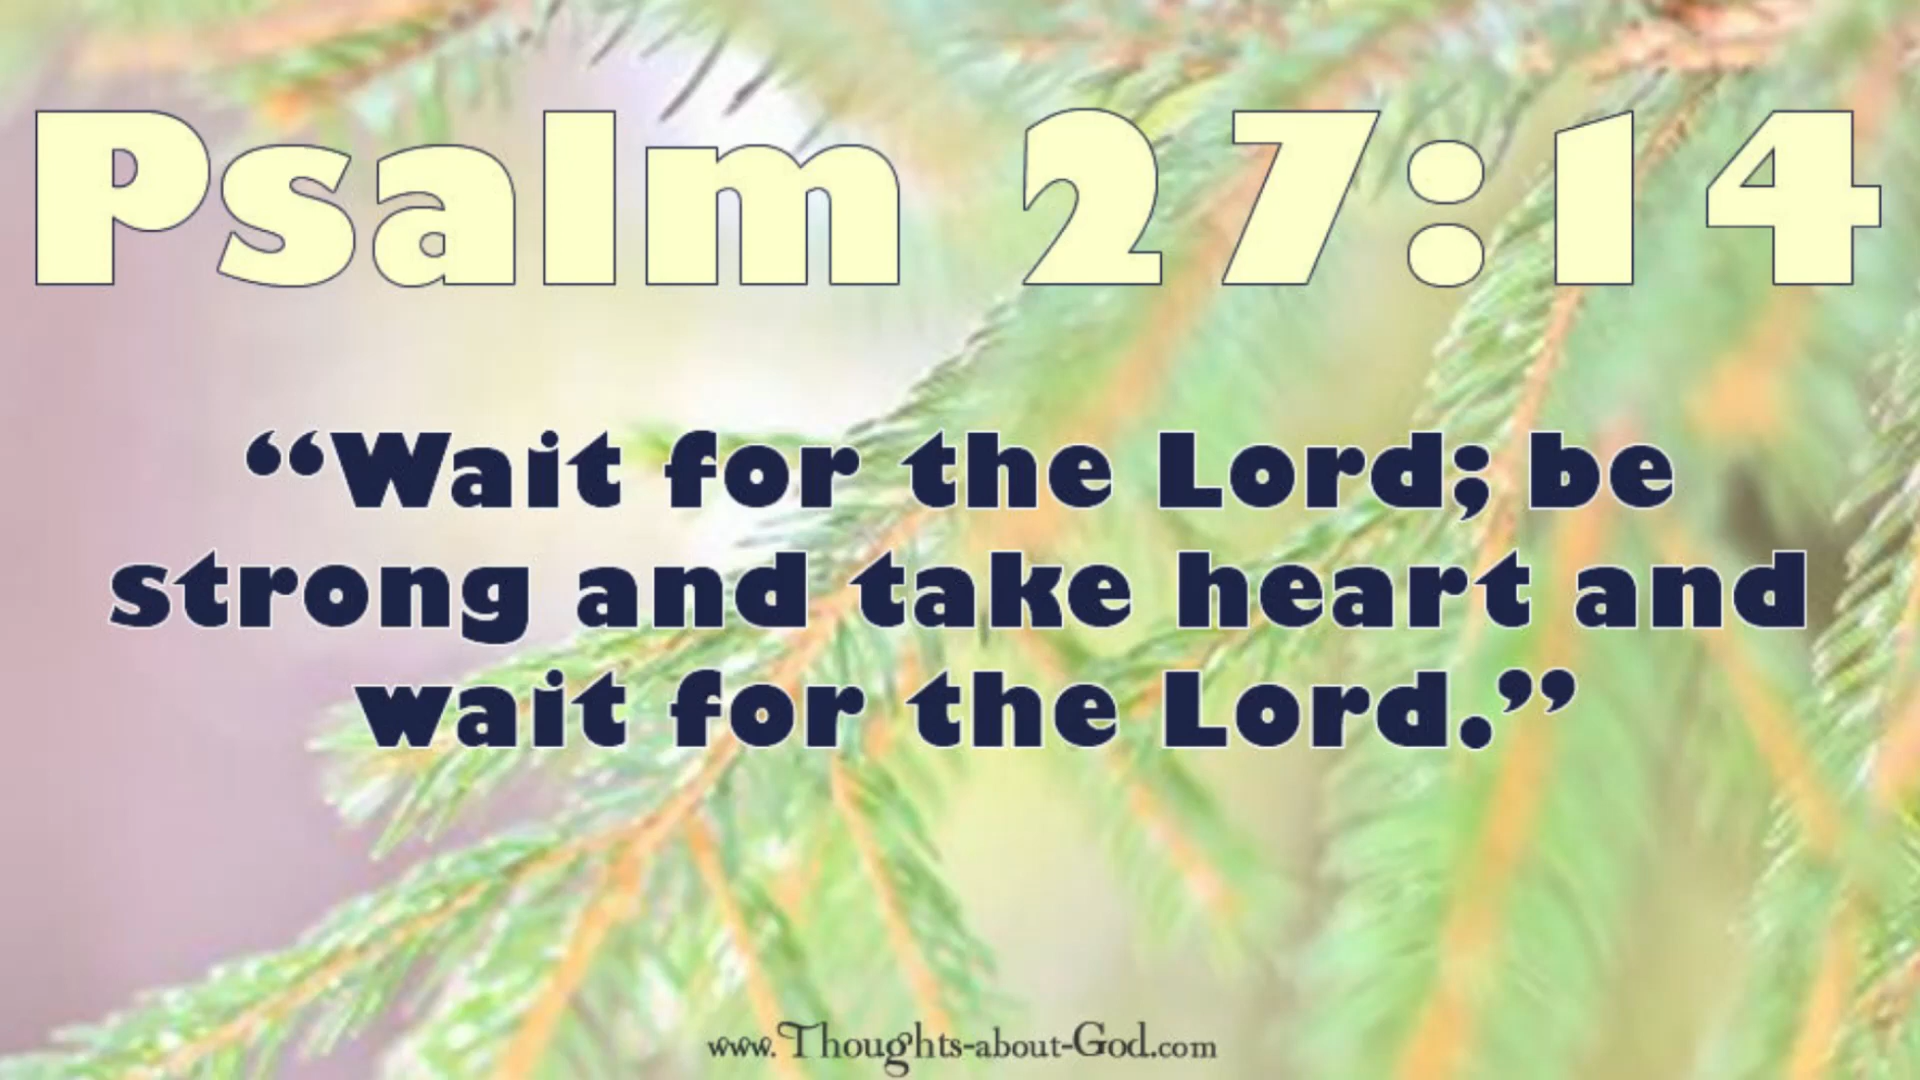 Psalm 27:14
“Wait for the Lord; be
strong and take heart and
wait for the Lord.”
www.Thoughts-about-God.com